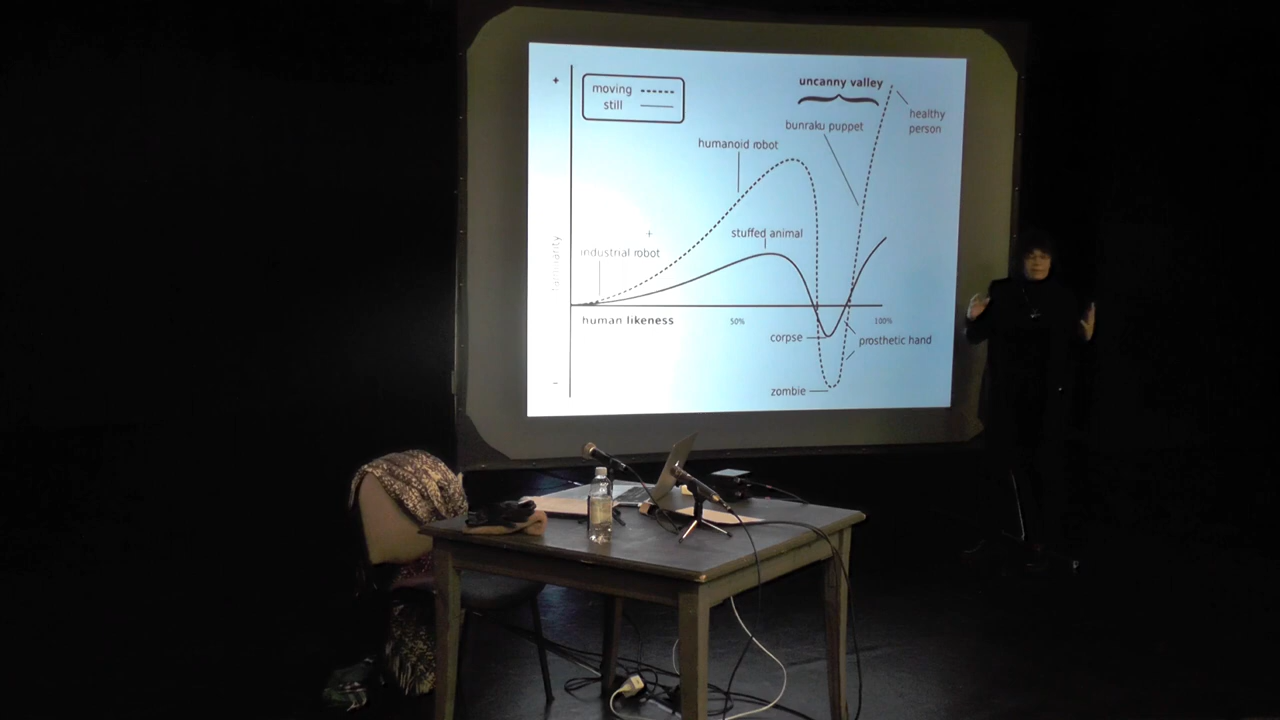 +
uncanny valley
moving
still
healthy
person
bunraku puppet
humanoid robot
+
stuffed animal
industrial robot
familiarity
human likeness
50%
100%
corpse
prosthetic hand
-
zombie